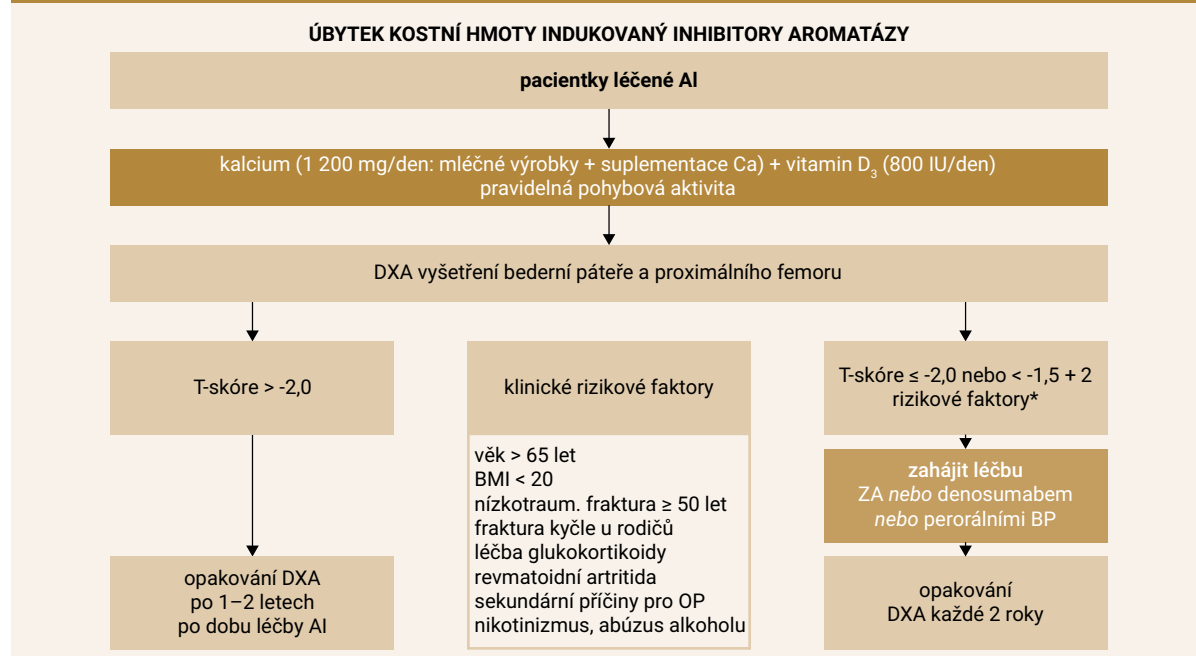 ÚBYTEK KOSTNÍ HMOTY INDUKOVANÝ INHIBITORY AROMATÁZY
pacientky léčené AI
kalcium (1 200 mg/den: mléčné výrobky + suplementace Ca) + vitamin D3 (800 IU/den)
pravidelná pohybová aktivita
DXA vyšetření bederní páteře a proximálního femoru
T-skóre > -2,0
opakování DXA
po 1–2 letech
po dobu léčby AI
klinické rizikové faktory
věk > 65 let
BMI < 20
nízkotraum. fraktura ≥ 50 let
fraktura kyčle u rodičů
léčba glukokortikoidy
revmatoidní artritida
sekundární příčiny pro OP
nikotinizmus, abúzus alkoholu
T-skóre ≤ -2,0 nebo < -1,5 + 2
rizikové faktory*
zahájit léčbu
ZA nebo denosumabem
nebo perorálními BP
opakování
DXA každé 2 roky